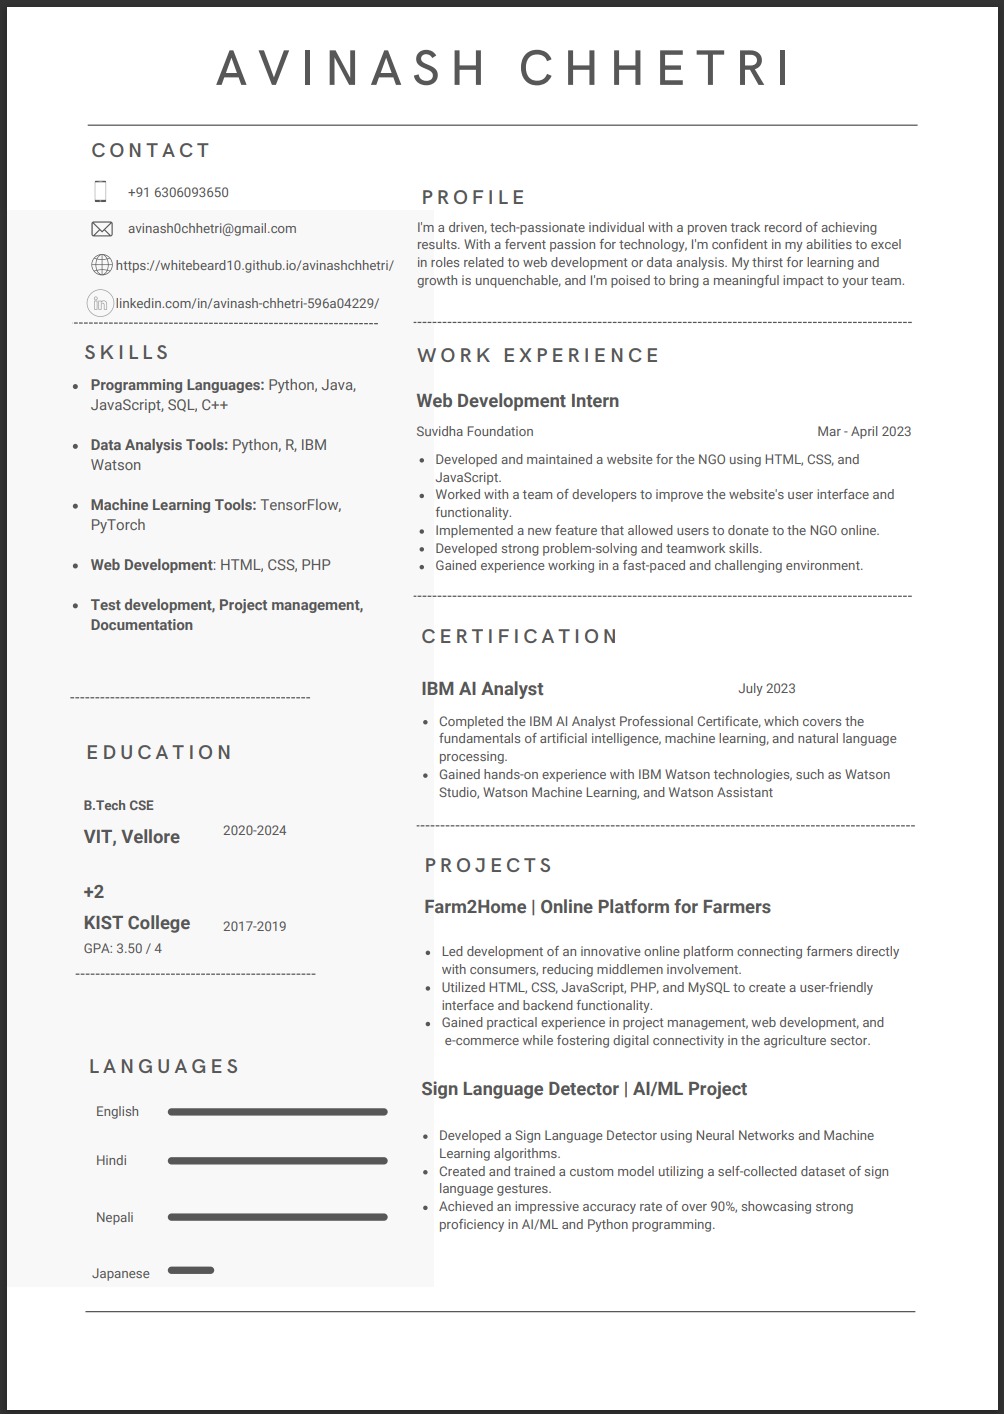 AVINASH CHHETRI
CONTACT
+91 6306093650
avinash0chhetri@gmail.com
https://whitebeard10.github.io/avinashchhetri/
in
linkedin.com/in/avinash-chhetri-596a04229/
SKILLS
• Programming Languages: Python, Java,
JavaScript, SQL, C++
• Data Analysis Tools: Python, R, IBM
Watson
• Machine Learning Tools: TensorFlow,
PyTorch
• Web Development: HTML, CSS, PHP
• Test development, Project management,
Documentation
EDUCATION
B.Tech CSE
VIT, Vellore 2020-2024
+2
KIST College 2017-2019
GPA: 3.50 / 4
LANGUAGES
English
Hindi
Nepali
Japanese
PROFILE
I'm a driven, tech-passionate individual with a proven track record of achieving
results. With a fervent passion for technology, I'm confident in my abilities to excel
in roles related to web development or data analysis. My thirst for learning and
growth is unquenchable, and I'm poised to bring a meaningful impact to your team.
WORK EXPERIENCE
Web Development Intern
Suvidha Foundation Mar - April 2023
• Developed and maintained a website for the NGO using HTML, CSS, and
JavaScript.
• Worked with a team of developers to improve the website's user interface and
functionality.
• Implemented a new feature that allowed users to donate to the NGO online.
• Developed strong problem-solving and teamwork skills.
• Gained experience working in a fast-paced and challenging environment.
CERTIFICATION
IBM AI Analyst July 2023
• Completed the IBM AI Analyst Professional Certificate, which covers the
fundamentals of artificial intelligence, machine learning, and natural language
processing.
• Gained hands-on experience with IBM Watson technologies, such as Watson
Studio, Watson Machine Learning, and Watson Assistant
PROJECTS
Farm2Home | Online Platform for Farmers
• Led development of an innovative online platform connecting farmers directly
with consumers, reducing middlemen involvement.
• Utilized HTML, CSS, JavaScript, PHP, and MySQL to create a user-friendly
interface and backend functionality.
• Gained practical experience in project management, web development, and
e-commerce while fostering digital connectivity in the agriculture sector.
Sign Language Detector | AI/ML Project
• Developed a Sign Language Detector using Neural Networks and Machine
Learning algorithms.
• Created and trained a custom model utilizing a self-collected dataset of sign
language gestures.
• Achieved an impressive accuracy rate of over 90%, showcasing strong
proficiency in AI/ML and Python programming.